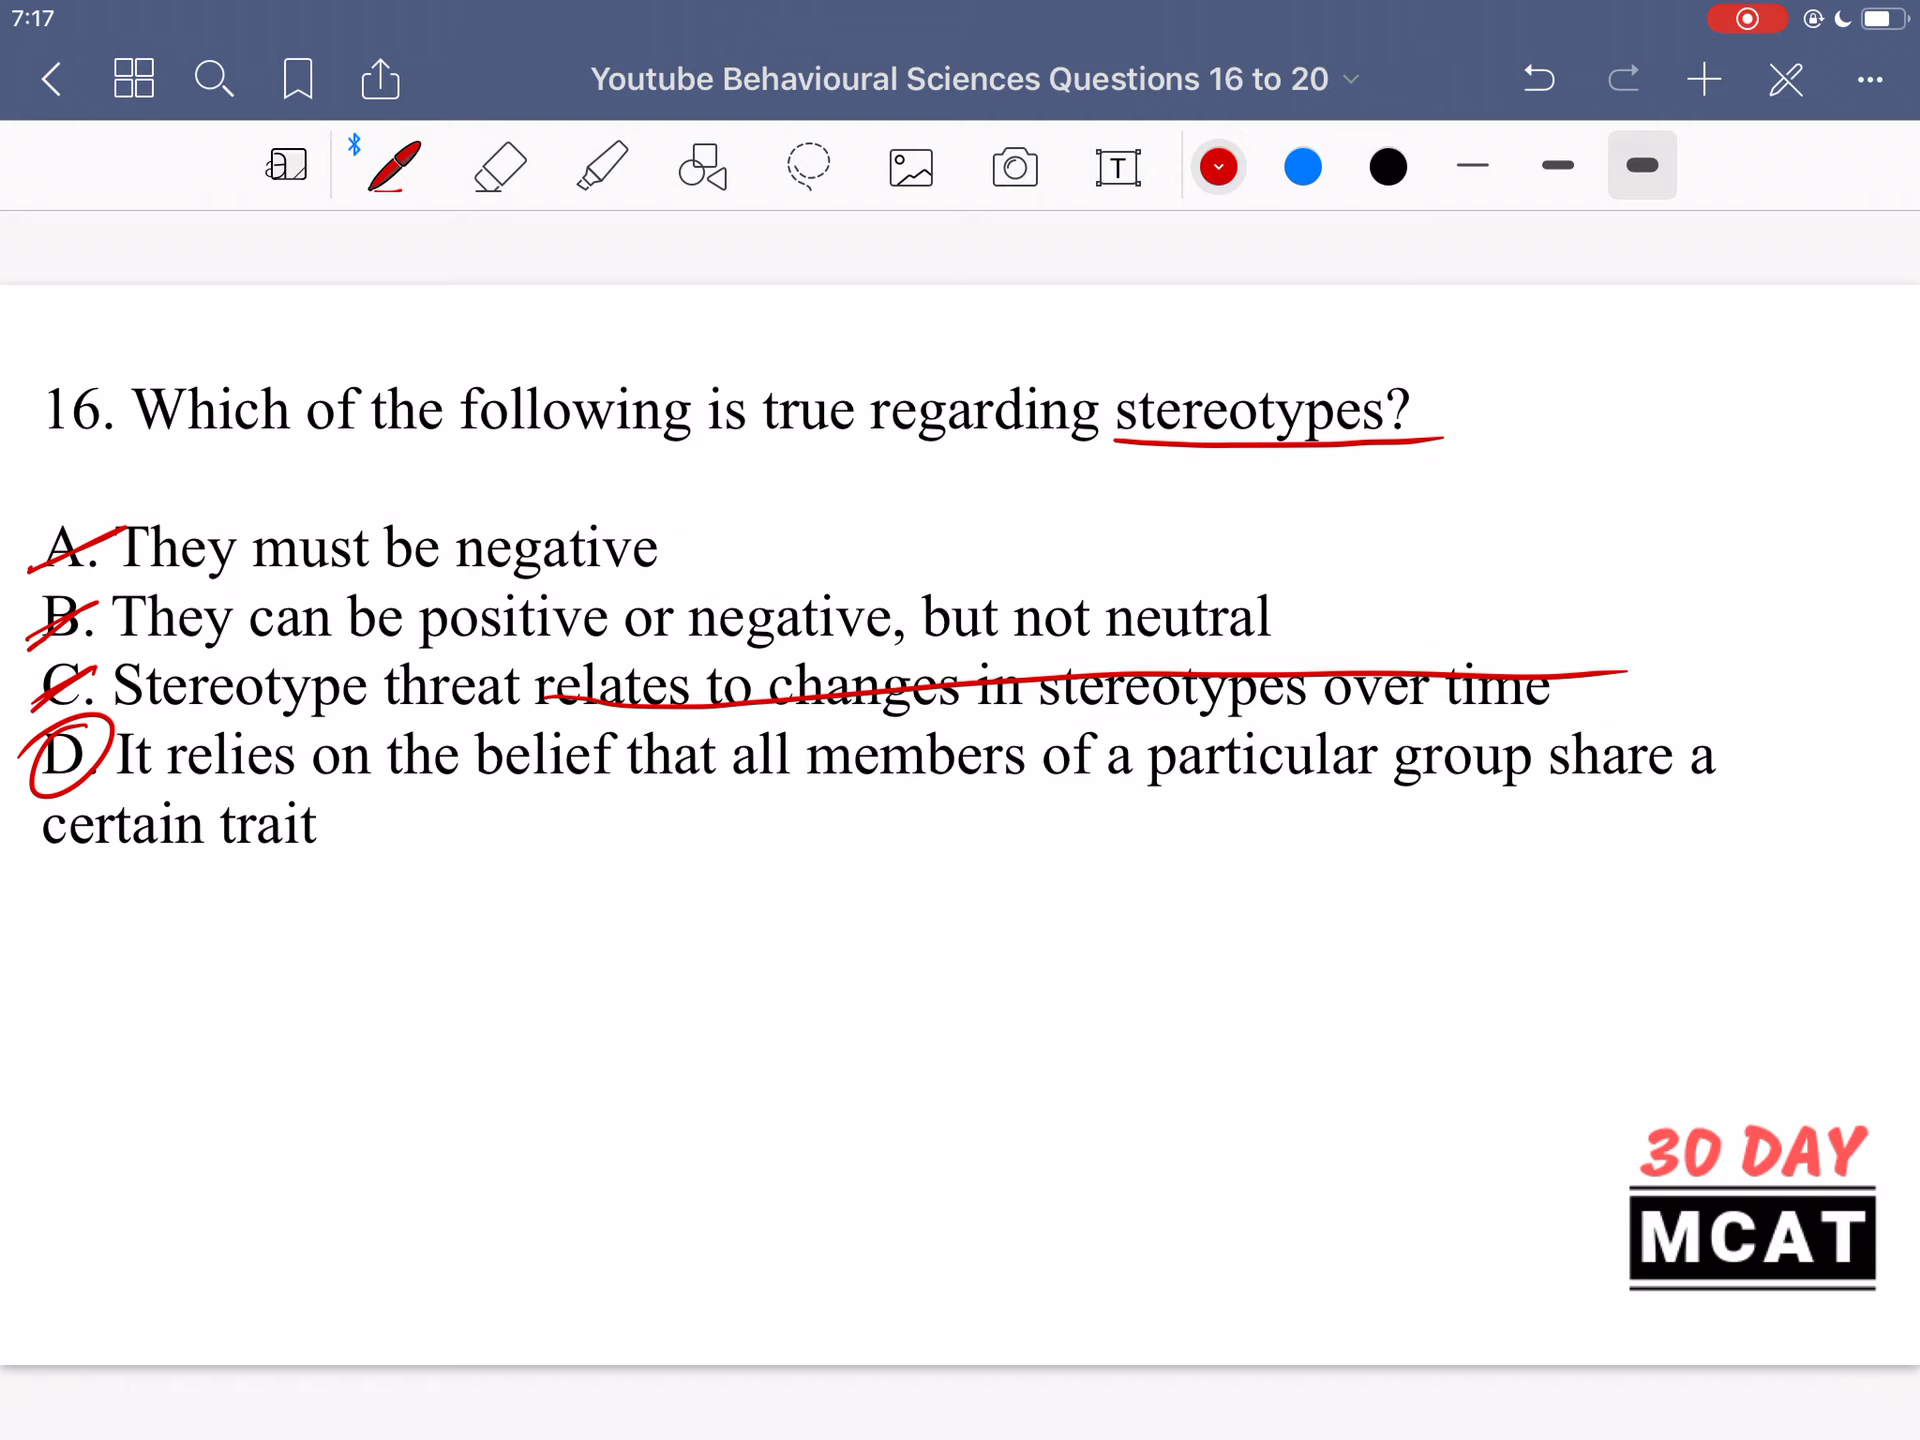 7:17
Youtube Behavioural Sciences Questions 16 to 20
T
16. Which of the following is true regarding stereotypes?
A. They must be negative
B. They can be positive or negative, but not neutral
C. Stereotype threat relates to changes in stereotypes over time
D. It relies on the belief that all members of a particular group share a
certain trait
30 DAY
MCAT